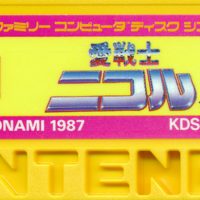 ファミリー コンピュータ ディスク シ
愛戦士
ニコル
ONAMI 1987 KDS
NTEN